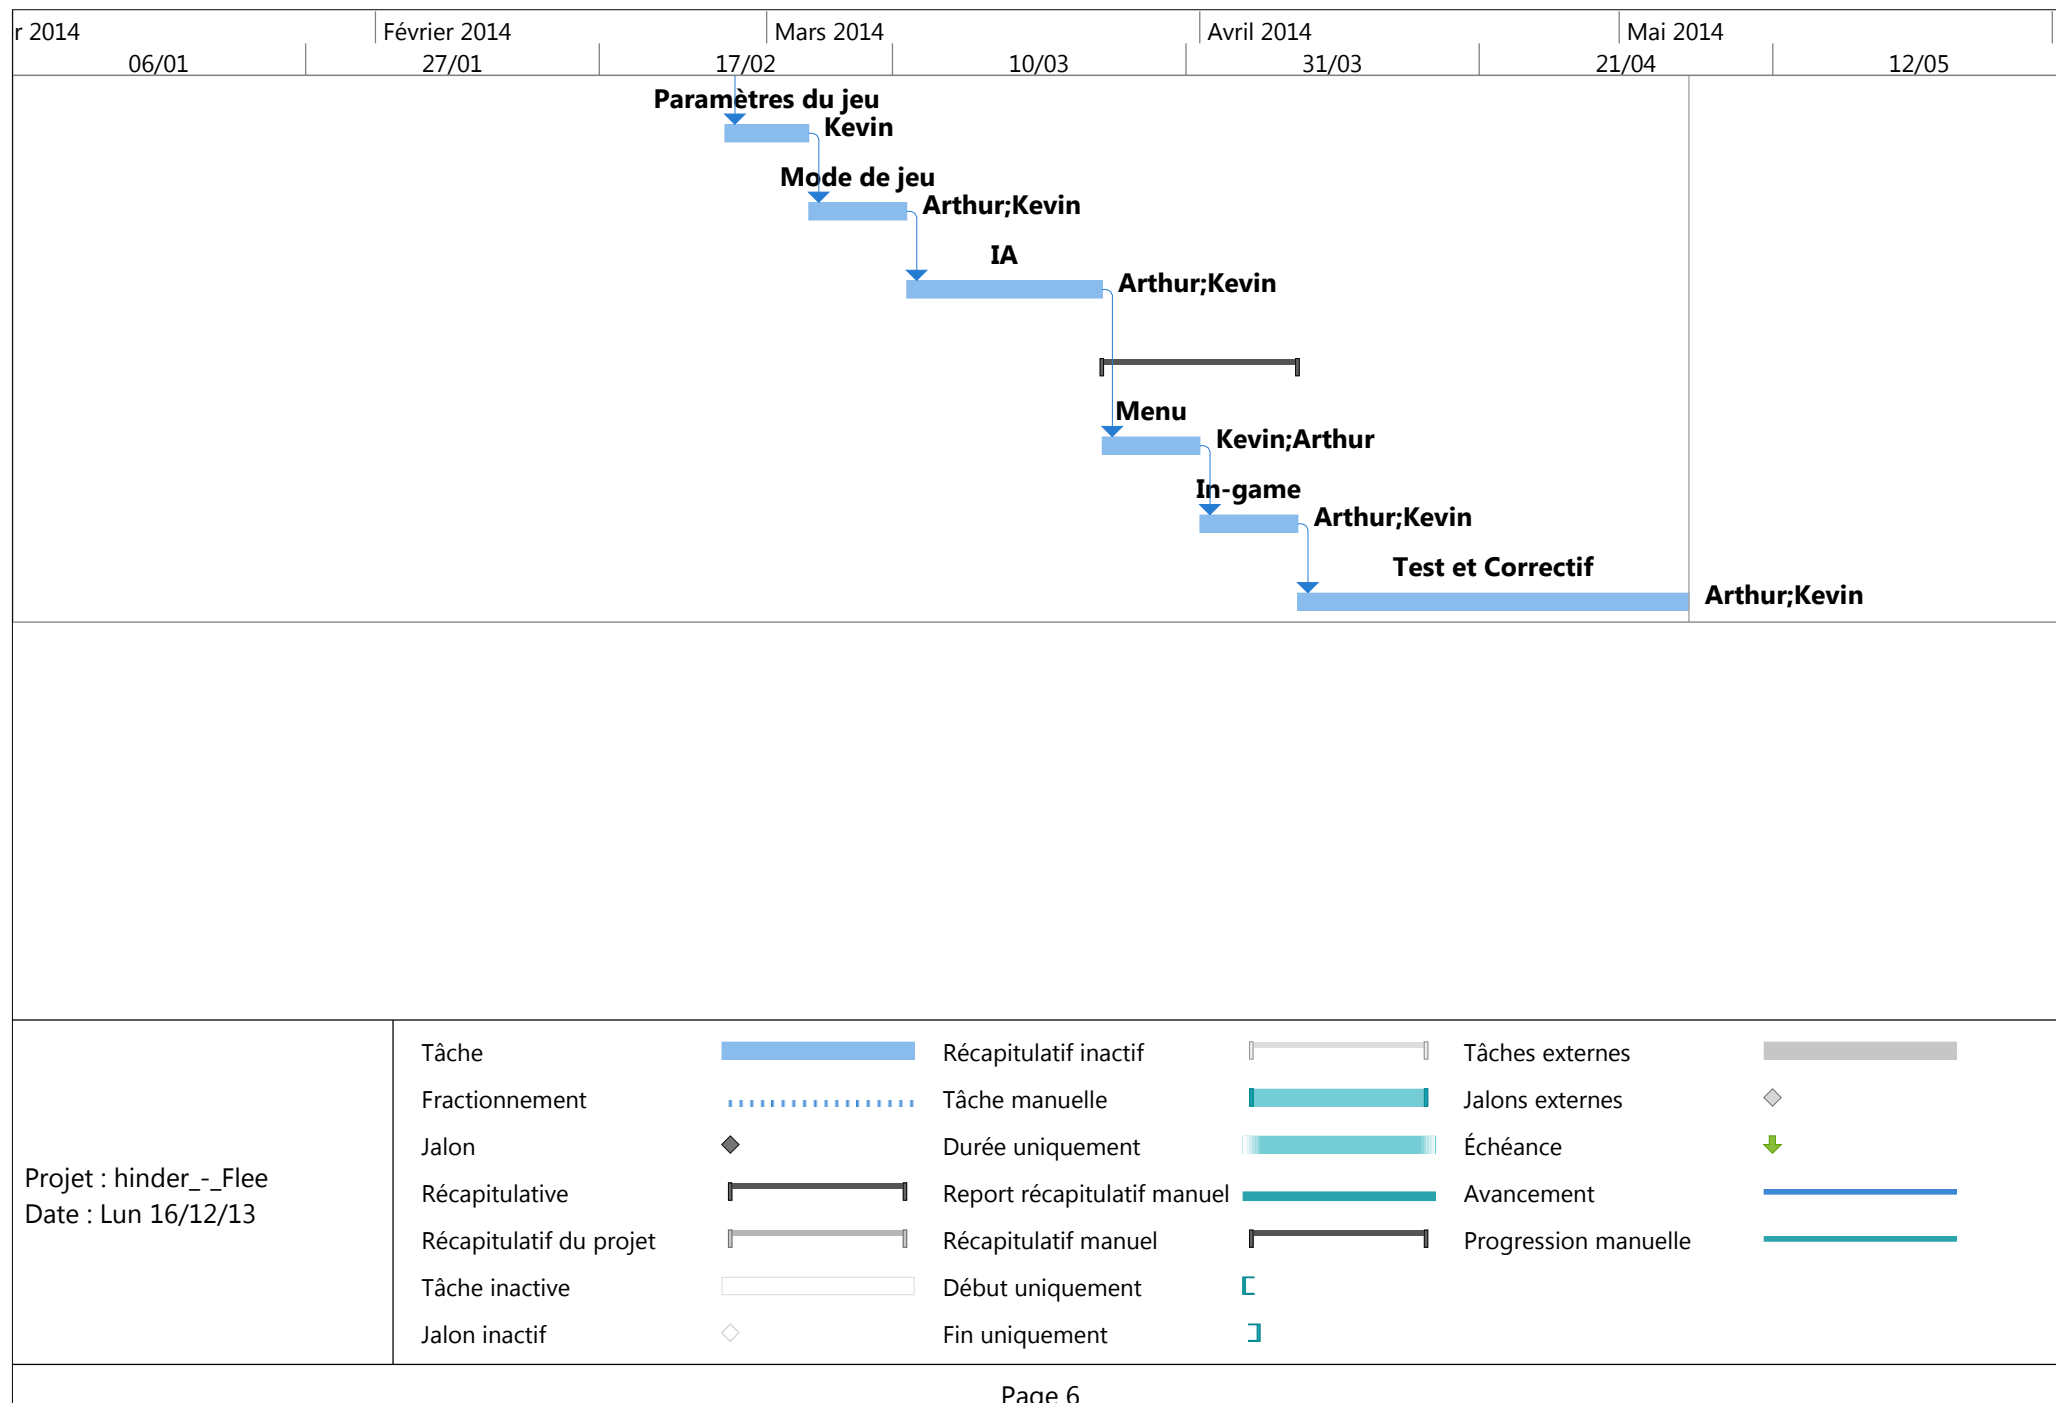 r 2014 Février 2014 Mars 2014 Avril 2014 Mai 2014
06/01 27/01 17/02 10/03 31/03 21/04 12/05
Paramètres du jeu
Kevin
Mode de jeu
Arthur;Kevin
IA
Arthur;Kevin
Menu
Kevin;Arthur
In-game
Arthur;Kevin
Test et Correctif
Arthur;Kevin
Projet : hinder_-_Flee
Date : Lun 16/12/13
Tâche
Fractionnement
Jalon
Récapitulative
Récapitulatif du projet
Tâche inactive
Jalon inactif
Récapitulatif inactif
Tâche manuelle
Durée uniquement
Report récapitulatif manuel
Récapitulatif manuel
Début uniquement
Fin uniquement
Tâches externes
Jalons externes
Échéance
Avancement
Progression manuelle
Page 6